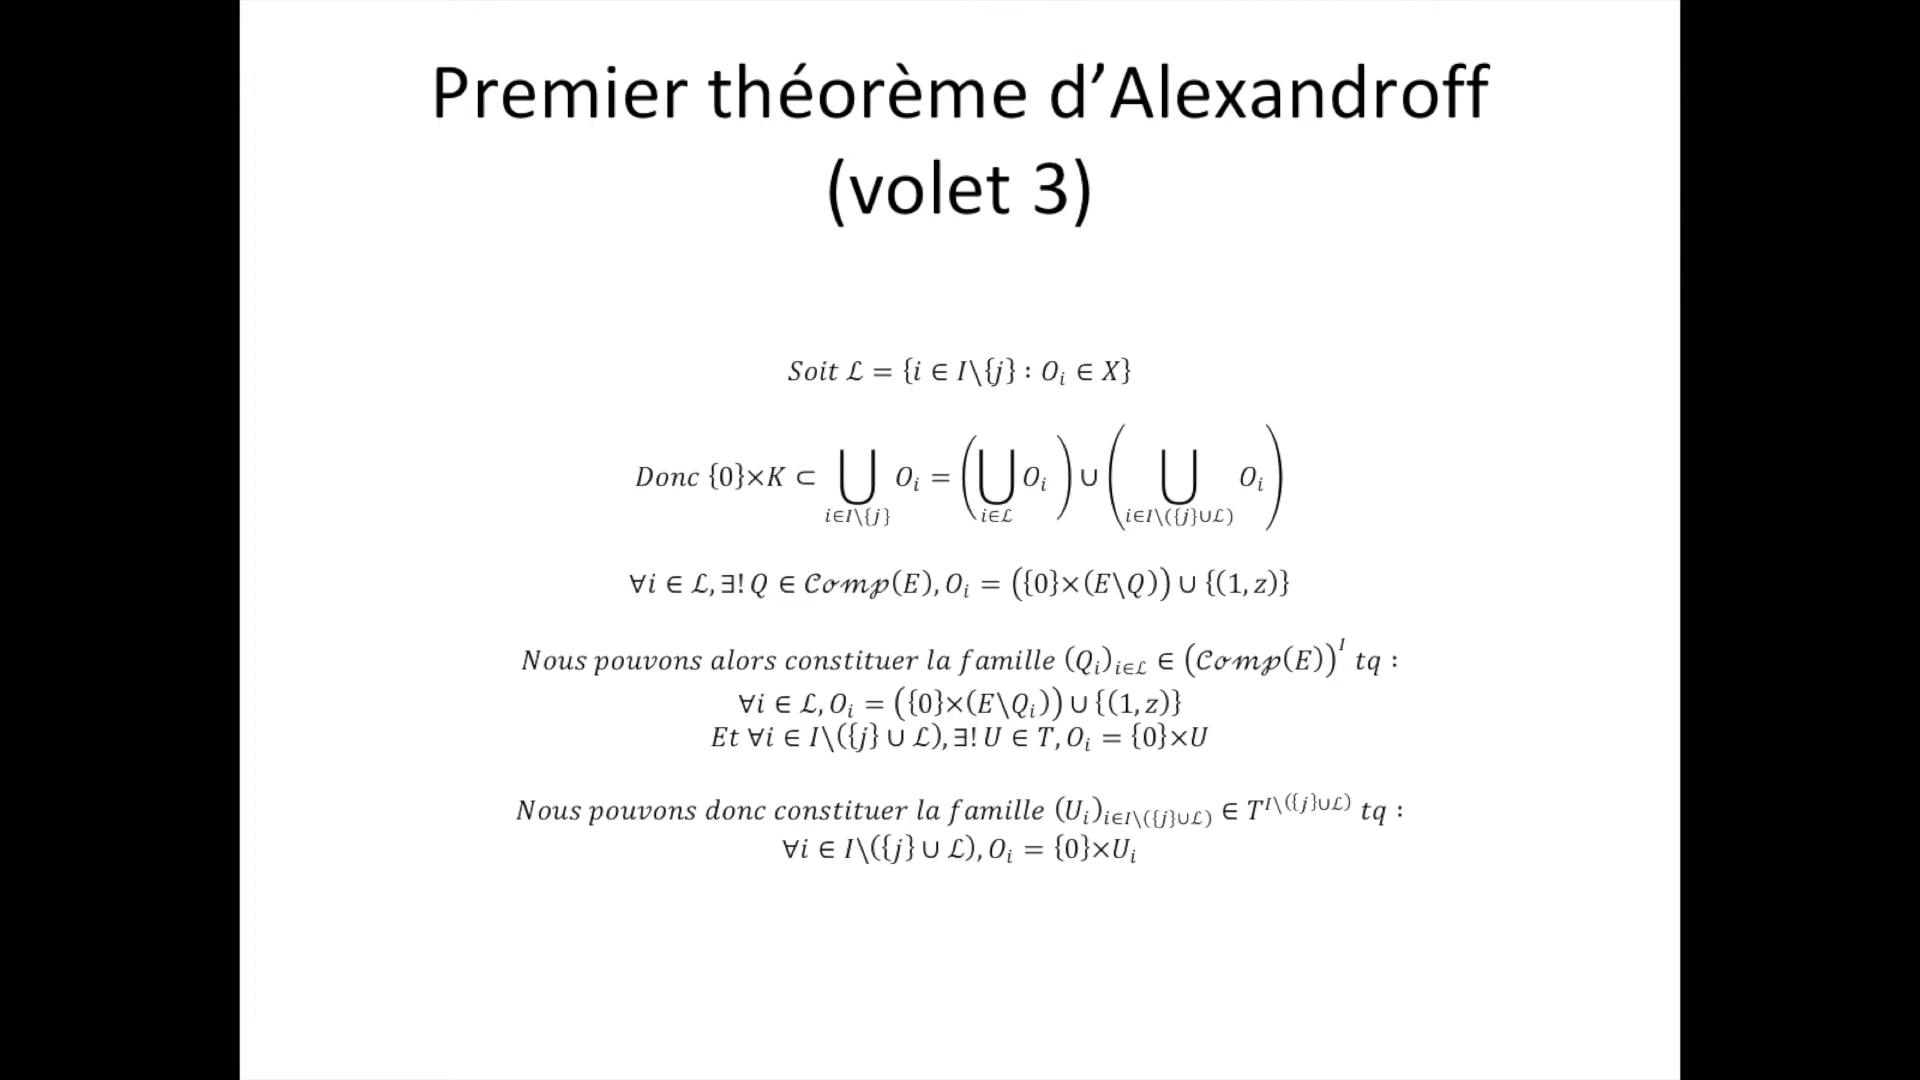 Premier théorème d’Alexandroff
(volet 3)
Soit ℒ = {i ∈ I\{j} : O_i ∈ X}
Donc {0}×K ⊂ ⋃_{i∈I\{j}} O_i = (⋃_{i∈ℒ} O_i) ∪ (⋃_{i∈I\({j}∪ℒ)} O_i)
∀i ∈ ℒ, ∃! Q ∈ 𝒞ℴ𝓂𝓅(E), O_i = ({0}×(E\Q)) ∪ {(1, z)}
Nous pouvons alors constituer la famille (Q_i)_{i∈ℒ} ∈ (𝒞ℴ𝓂𝓅(E))^I tq :
∀i ∈ ℒ, O_i = ({0}×(E\Q_i)) ∪ {(1, z)}
Et ∀i ∈ I\({j} ∪ ℒ), ∃! U ∈ T, O_i = {0}×U
Nous pouvons donc constituer la famille (U_i)_{i∈I\({j}∪ℒ)} ∈ T^{I\({j}∪ℒ)} tq :
∀i ∈ I\({j} ∪ ℒ), O_i = {0}×U_i